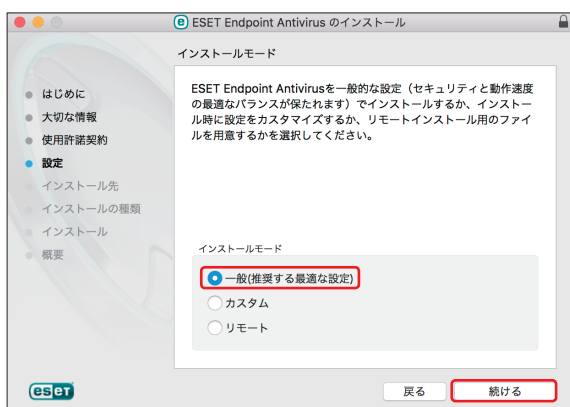 ESET Endpoint Antivirus のインストール
インストールモード
はじめに
大切な情報
使用許諾契約
設定
インストール先
インストールの種類
インストール
概要
ESET Endpoint Antivirusを一般的な設定（セキュリティと動作速度
の最適なバランスが保たれます）でインストールするか、インストー
ル時に設定をカスタマイズするか、リモートインストール用のファイ
ルを用意するかを選択してください。
インストールモード
一般(推奨する最適な設定)
カスタム
リモート
eset
戻る
続ける